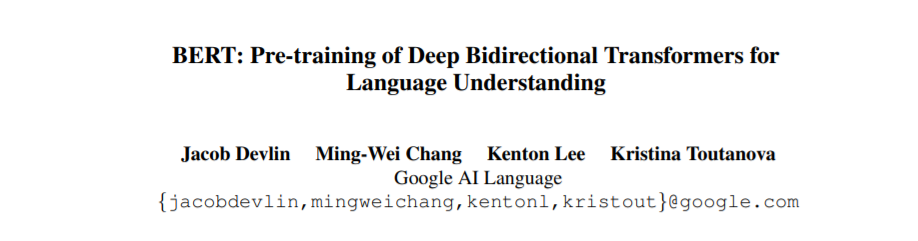 BERT: Pre-training of Deep Bidirectional Transformers for
Language Understanding
Jacob Devlin Ming-Wei Chang Kenton Lee Kristina Toutanova
Google AI Language
{jacobdevlin,mingweichang,kentonl,kristout}@google.com